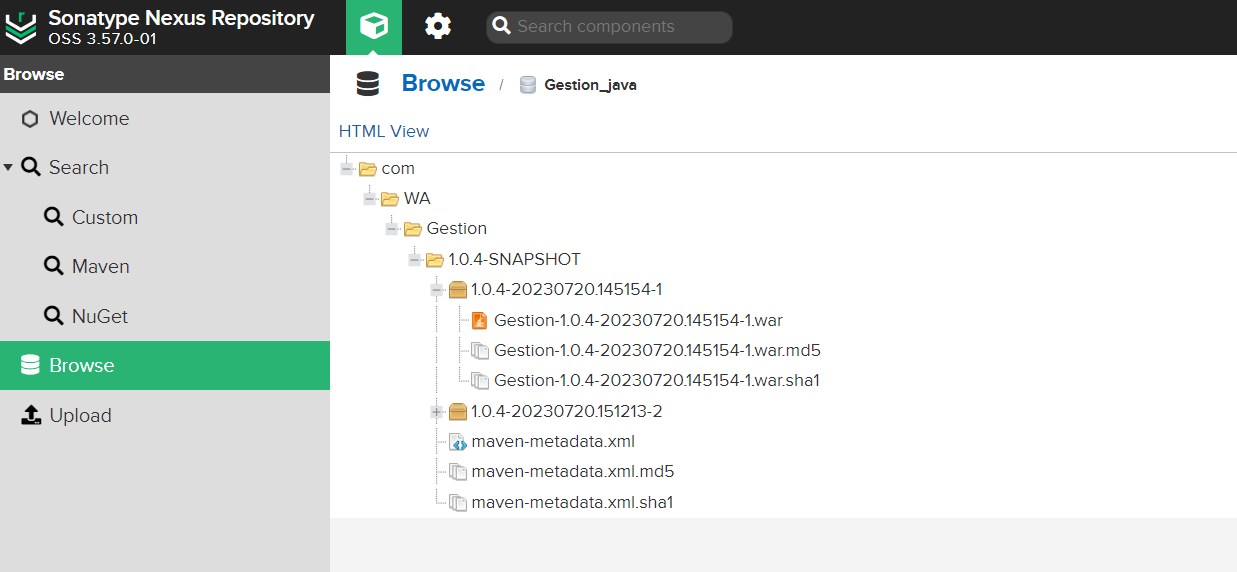 Sonatype Nexus Repository
OSS 3.57.0-01
Search components
Browse
Welcome
Search
Custom
Maven
NuGet
Browse
Upload
Browse / Gestion_java
HTML View
com
WA
Gestion
1.0.4-SNAPSHOT
1.0.4-20230720.145154-1
Gestion-1.0.4-20230720.145154-1.war
Gestion-1.0.4-20230720.145154-1.war.md5
Gestion-1.0.4-20230720.145154-1.war.sha1
1.0.4-20230720.151213-2
maven-metadata.xml
maven-metadata.xml.md5
maven-metadata.xml.sha1